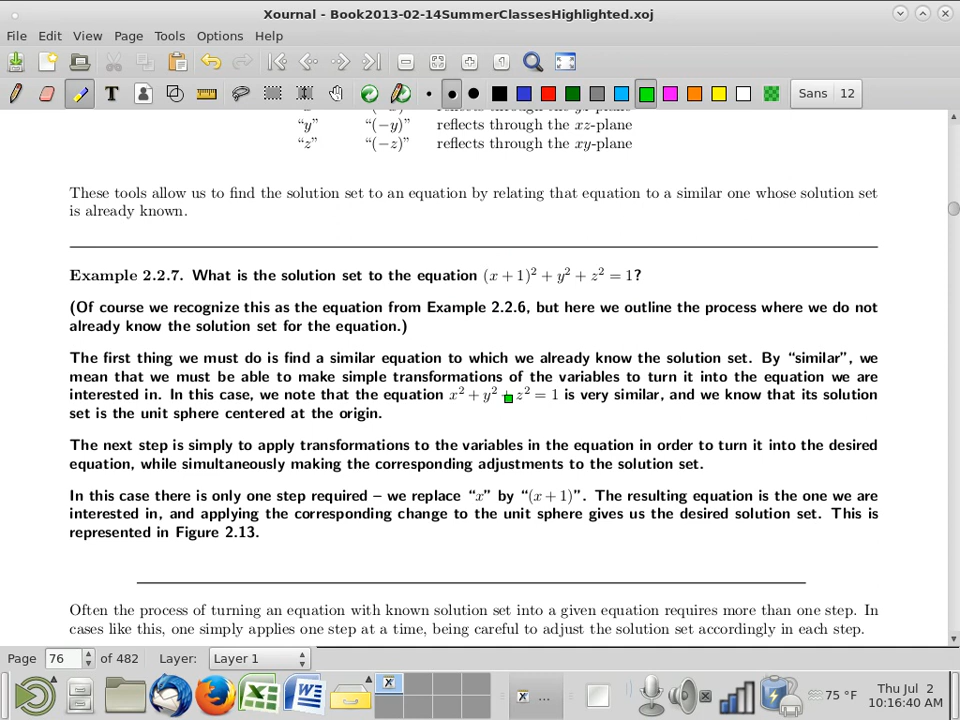 Xournal - Book2013-02-14SummerClassesHighlighted.xoj
File Edit View Page Tools Options Help
Sans 12
"y" "(−y)" reflects through the xz-plane
"z" "(−z)" reflects through the xy-plane
These tools allow us to find the solution set to an equation by relating that equation to a similar one whose solution set
is already known.
Example 2.2.7. What is the solution set to the equation (x + 1)² + y² + z² = 1?
(Of course we recognize this as the equation from Example 2.2.6, but here we outline the process where we do not
already know the solution set for the equation.)
The first thing we must do is find a similar equation to which we already know the solution set. By "similar", we
mean that we must be able to make simple transformations of the variables to turn it into the equation we are
interested in. In this case, we note that the equation x² + y² + z² = 1 is very similar, and we know that its solution
set is the unit sphere centered at the origin.
The next step is simply to apply transformations to the variables in the equation in order to turn it into the desired
equation, while simultaneously making the corresponding adjustments to the solution set.
In this case there is only one step required – we replace "x" by "(x + 1)". The resulting equation is the one we are
interested in, and applying the corresponding change to the unit sphere gives us the desired solution set. This is
represented in Figure 2.13.
Often the process of turning an equation with known solution set into a given equation requires more than one step. In
cases like this, one simply applies one step at a time, being careful to adjust the solution set accordingly in each step.
Page 76 of 482 Layer: Layer 1
... 75 °F Thu Jul 2
10:16:40 AM